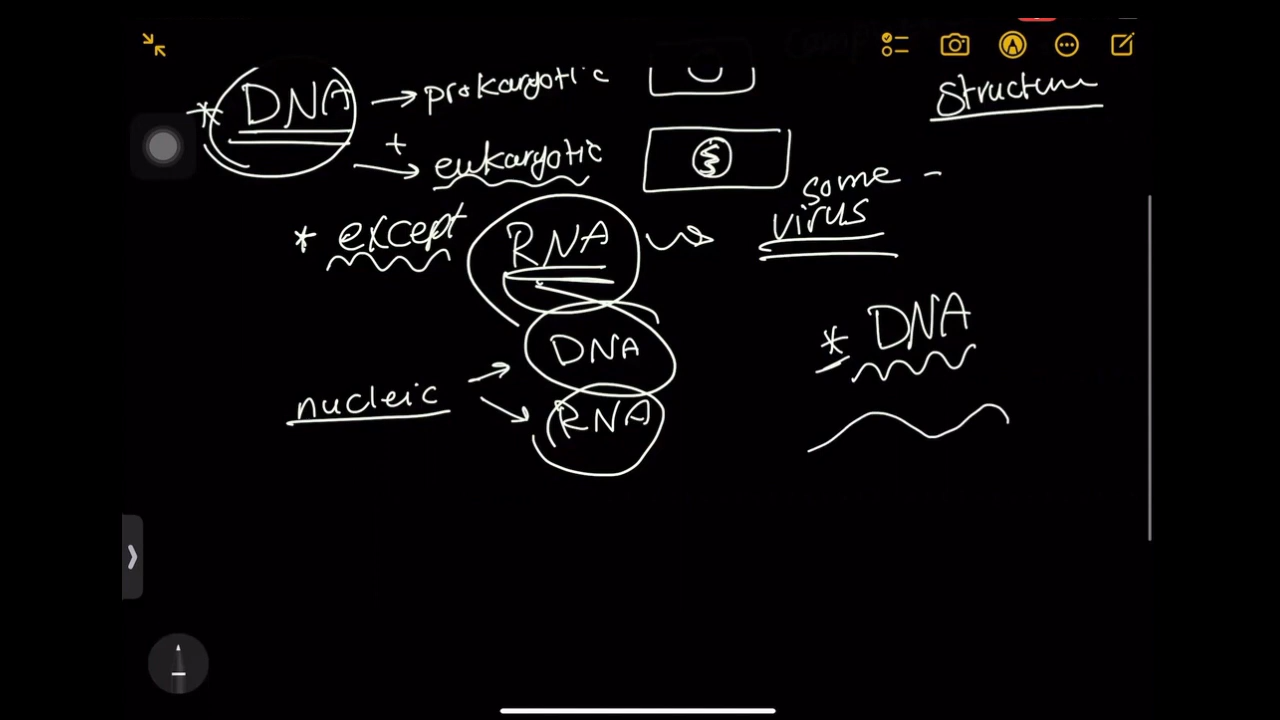 * DNA → prokaryotic
structure
+
→ eukaryotic
some -
virus
* except RNA
* DNA
DNA
nucleic
RNA